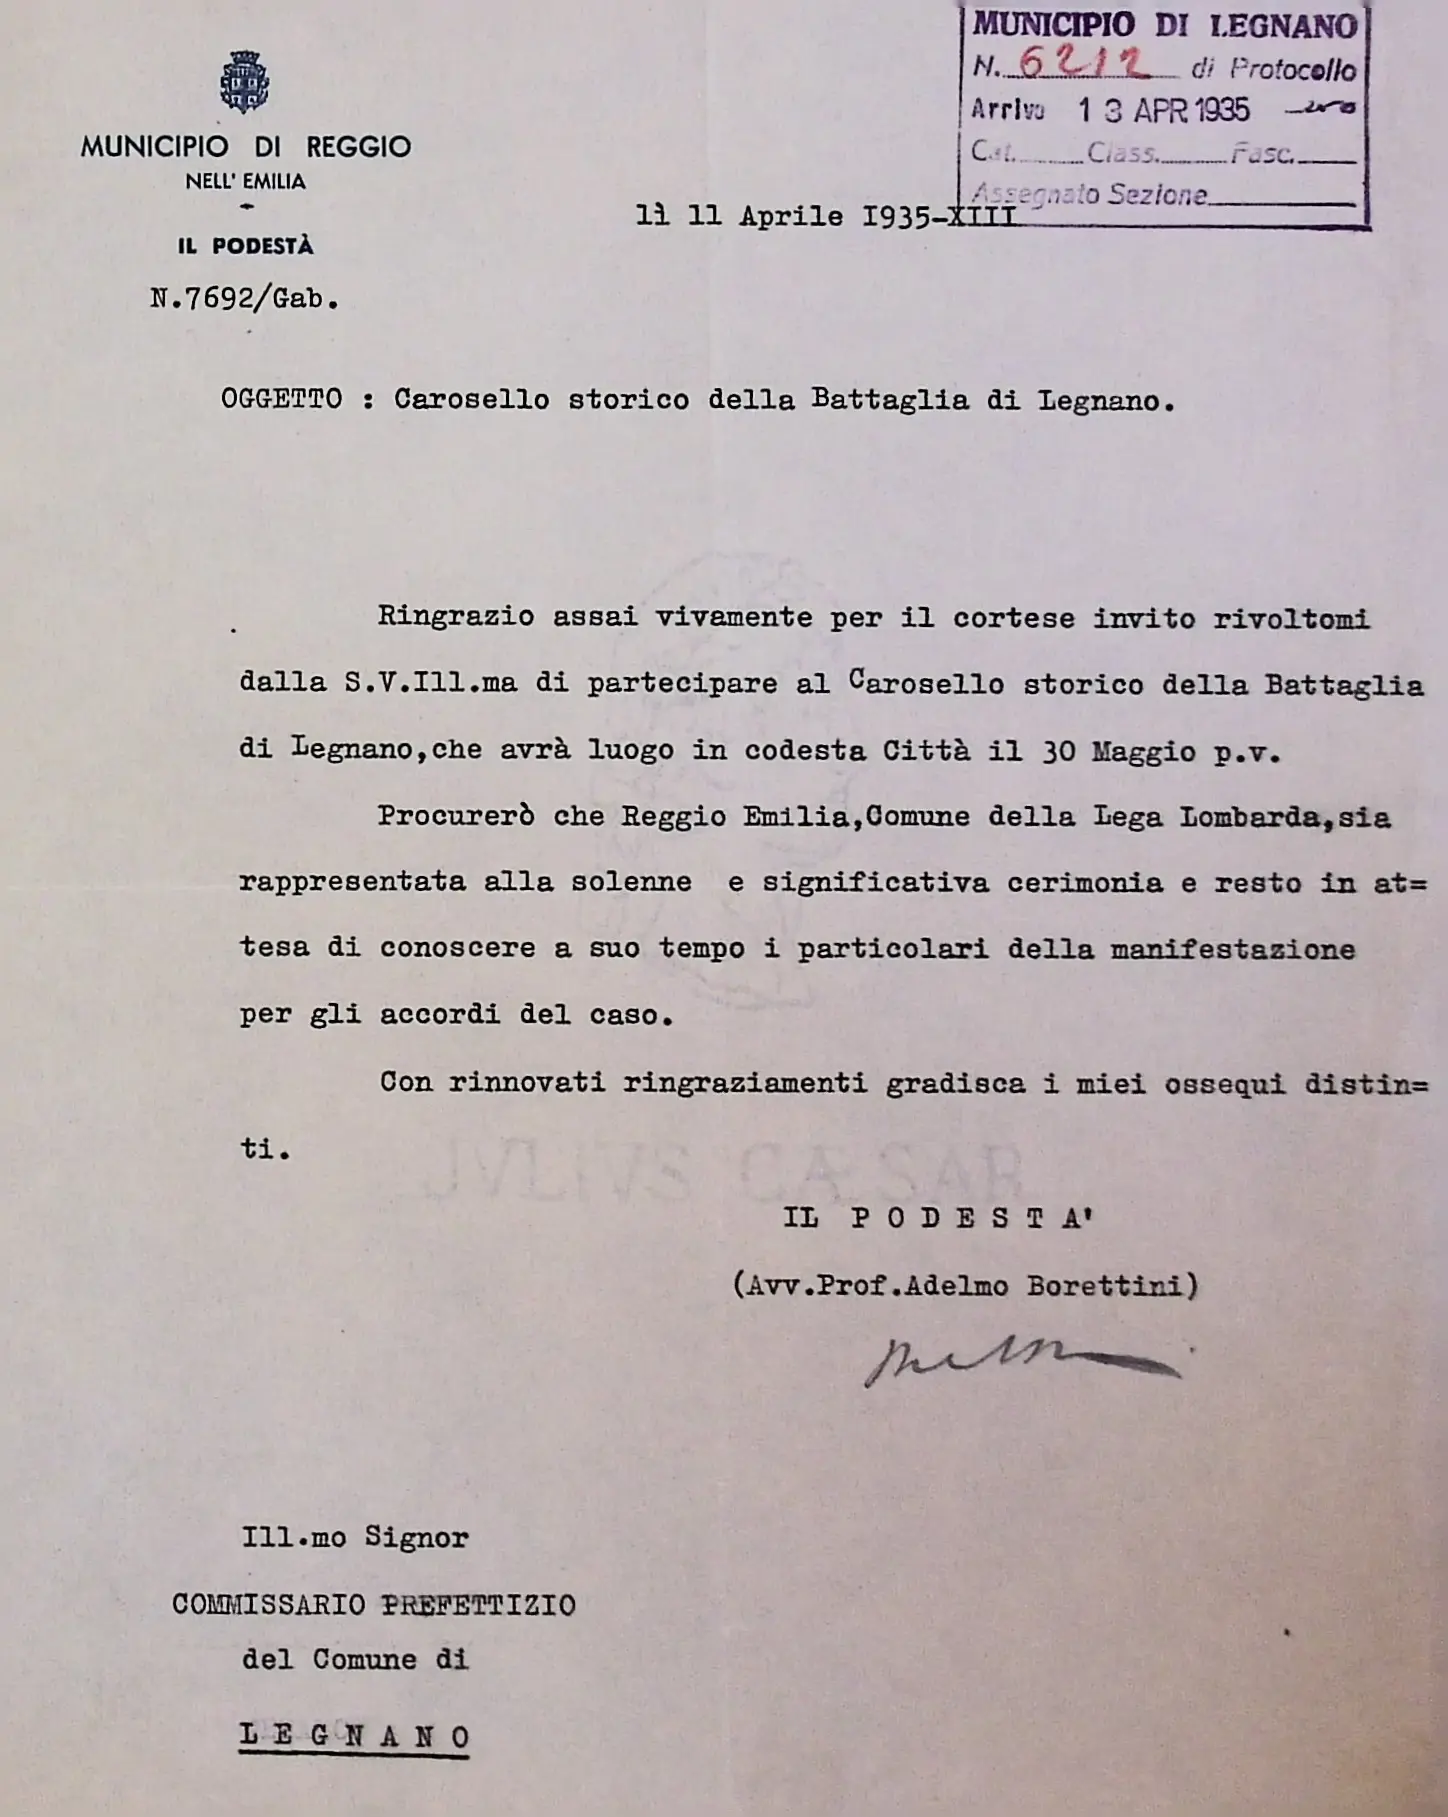 MUNICIPIO DI REGGIO
NELL' EMILIA
IL PODESTÀ
N.7692/Gab.
MUNICIPIO DI LEGNANO
N. 6212 di Protocollo
Arrivo 13 APR 1935
Cat. Class. Fasc.
Assegnato Sezione
lì 11 Aprile I935-XIII
OGGETTO : Carosello storico della Battaglia di Legnano.
Ringrazio assai vivamente per il cortese invito rivoltomi
dalla S.V.Ill.ma di partecipare al Carosello storico della Battaglia
di Legnano,che avrà luogo in codesta Città il 30 Maggio p.v.
Procurerò che Reggio Emilia,Comune della Lega Lombarda,sia
rappresentata alla solenne e significativa cerimonia e resto in at=
tesa di conoscere a suo tempo i particolari della manifestazione
per gli accordi del caso.
Con rinnovati ringraziamenti gradisca i miei ossequi distin=
ti.
JVLIVS CÆSAR
IL P O D E S T A'
(Avv.Prof.Adelmo Borettini)
Ill.mo Signor
COMMISSARIO PREFETTIZIO
del Comune di
L E G N A N O